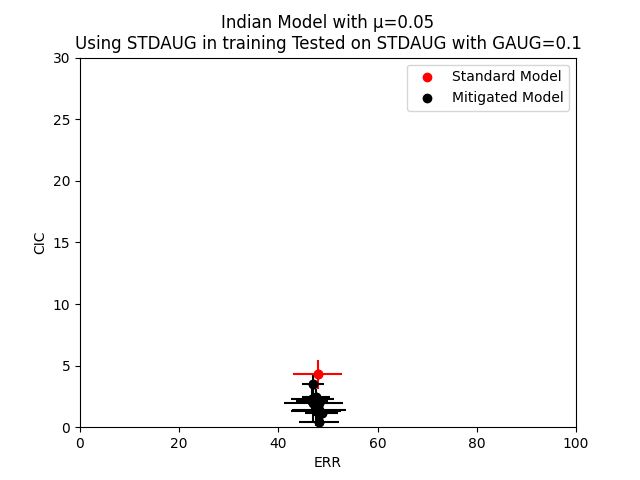 Indian Model with μ=0.05
Using STDAUG in training Tested on STDAUG with GAUG=0.1
30
25
20
15
10
5
0
CIC
Standard Model
Mitigated Model
0 20 40 60 80 100
ERR